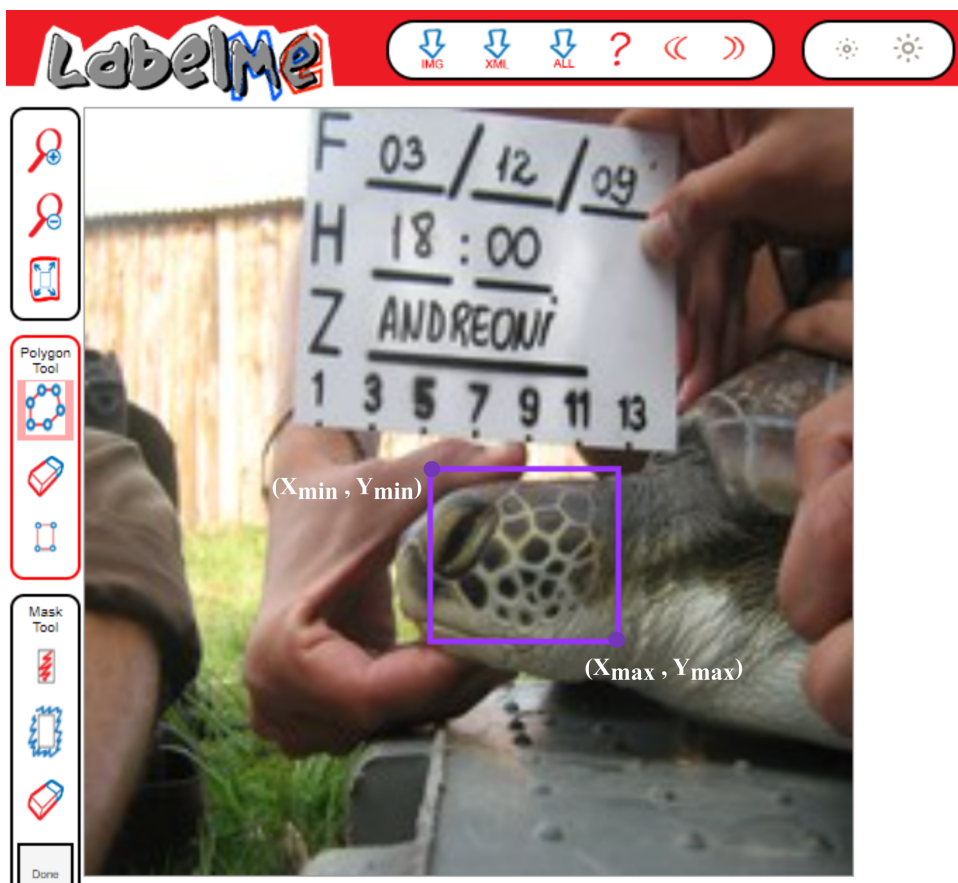 LabelMe
IMG
XML
ALL
?
Polygon
Tool
Mask
Tool
Done
F 03 / 12 / 09
H 18 : 00
Z ANDREONI
1 3 5 7 9 11 13
(Xmin , Ymin)
(Xmax , Ymax)